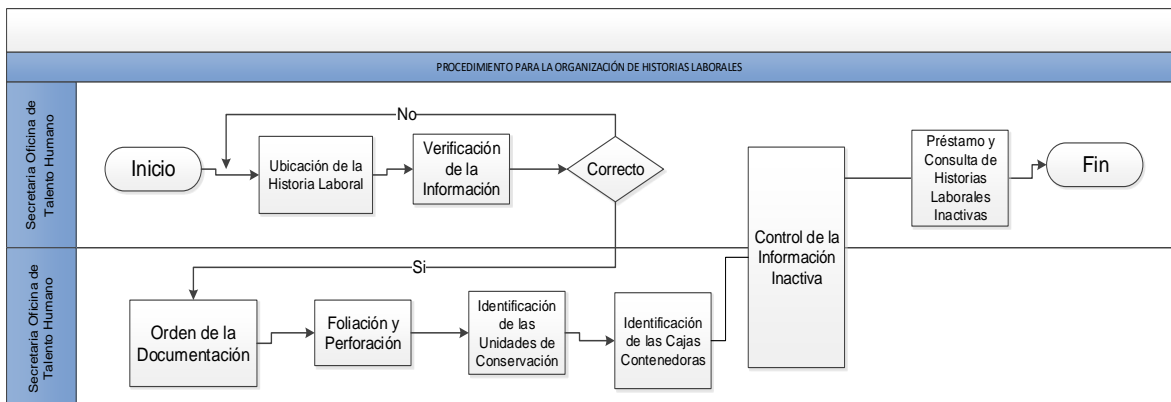 PROCEDIMIENTO PARA LA ORGANIZACIÓN DE HISTORIAS LABORALES
Secretaría Oficina de
Talento Humano
Inicio
No
Ubicación de la
Historia Laboral
Verificación
de la
Información
Correcto
Préstamo y
Consulta de
Historias
Laborales
Inactivas
Fin
Control de la
Información
Inactiva
Secretaria Oficina de
Talento Humano
Si
Orden de la
Documentación
Foliación y
Perforación
Identificación
de las
Unidades de
Conservación
Identificación
de las Cajas
Contenedoras